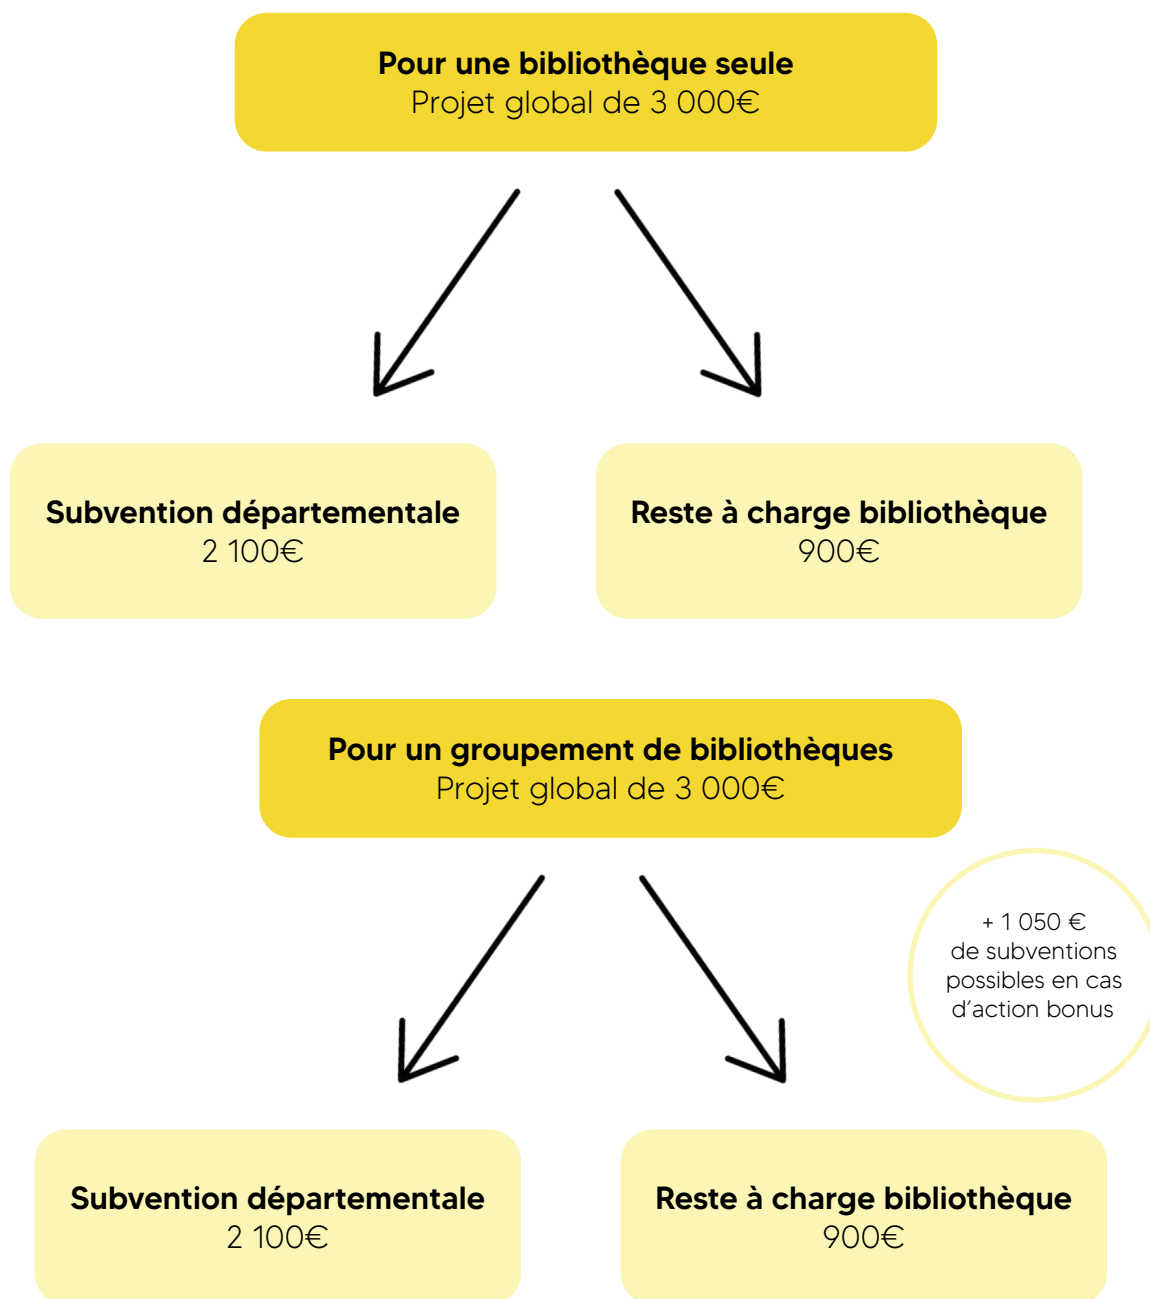 Pour une bibliothèque seule
Projet global de 3 000€
Subvention départementale
2 100€
Reste à charge bibliothèque
900€
Pour un groupement de bibliothèques
Projet global de 3 000€
+ 1 050 €
de subventions
possibles en cas
d’action bonus
Subvention départementale
2 100€
Reste à charge bibliothèque
900€